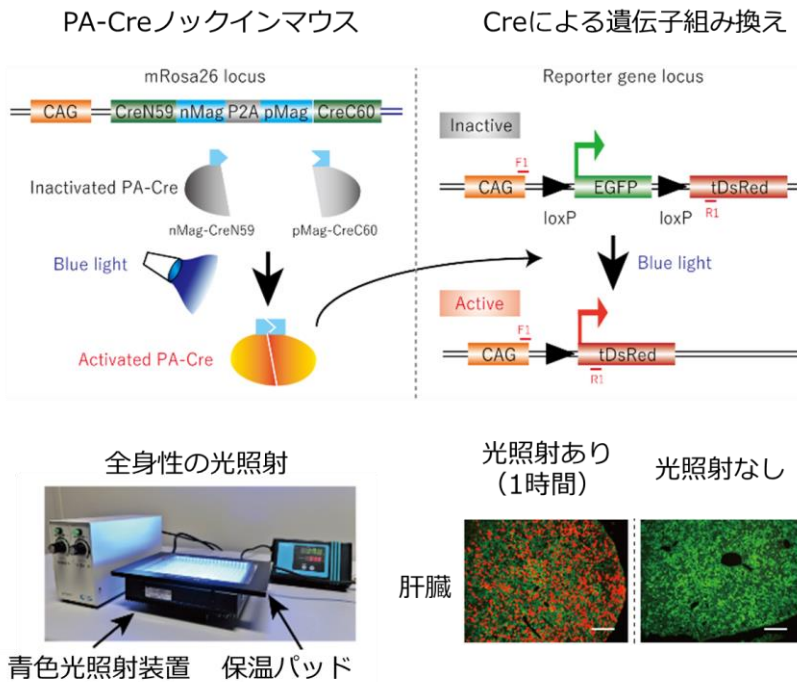 PA-Creノックインマウス
mRosa26 locus
CAG CreN59 nMag P2A pMag CreC60
Inactivated PA-Cre
nMag-CreN59 pMag-CreC60
Blue light
Activated PA-Cre
Creによる遺伝子組み換え
Reporter gene locus
Inactive
F1
CAG EGFP tDsRed
loxP loxP R1
Blue light
Active
F1
CAG tDsRed
R1
全身性の光照射
青色光照射装置 保温パッド
光照射あり
（1時間）
光照射なし
肝臓